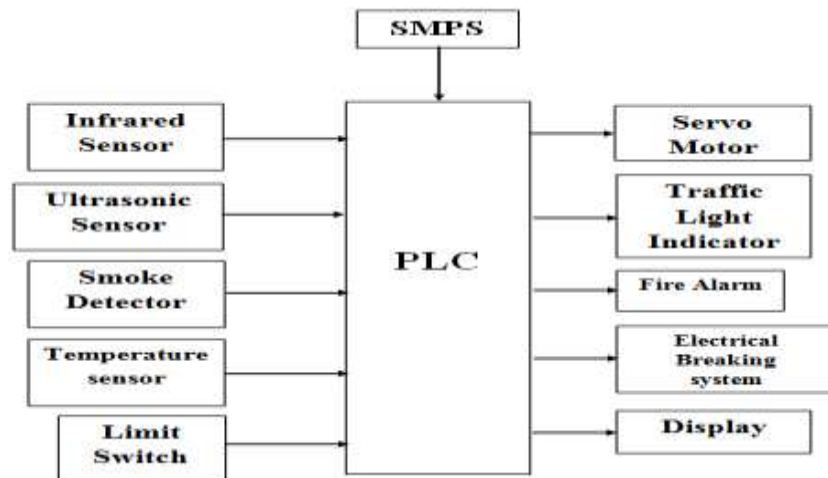 SMPS
Infrared
Sensor
Ultrasonic
Sensor
Smoke
Detector
Temperature
sensor
Limit
Switch
PLC
Servo
Motor
Traffic
Light
Indicator
Fire Alarm
Electrical
Breaking
system
Display